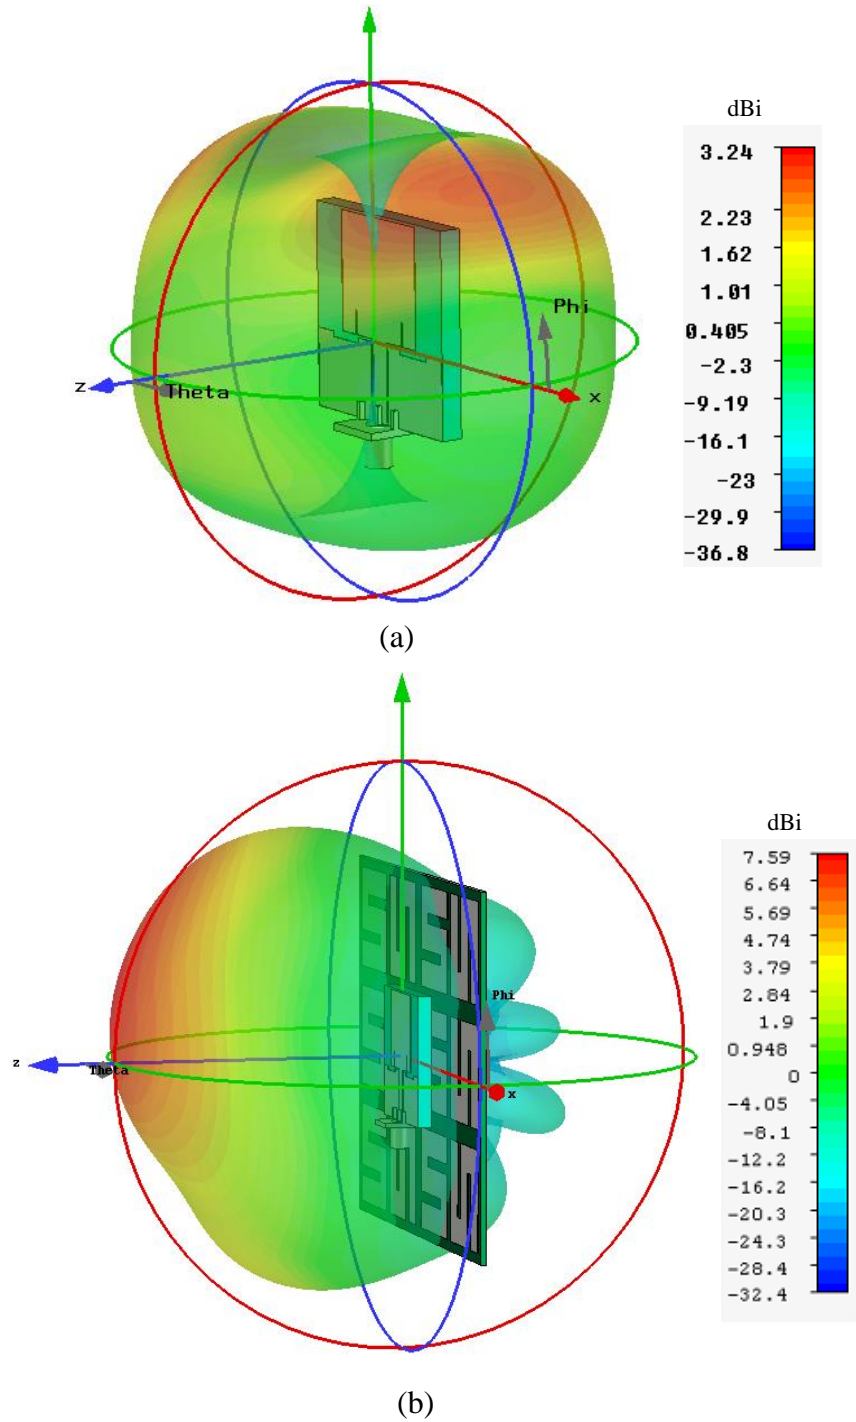 dBi
3.24
2.23
1.62
1.01
0.405
-2.3
-9.19
-16.1
-23
-29.9
-36.8
Phi
z
Theta
x
(a)
dBi
7.59
6.64
5.69
4.74
3.79
2.84
1.9
0.948
0
-4.05
-8.1
-12.2
-16.2
-20.3
-24.3
-28.4
-32.4
Phi
z
Theta
x
(b)